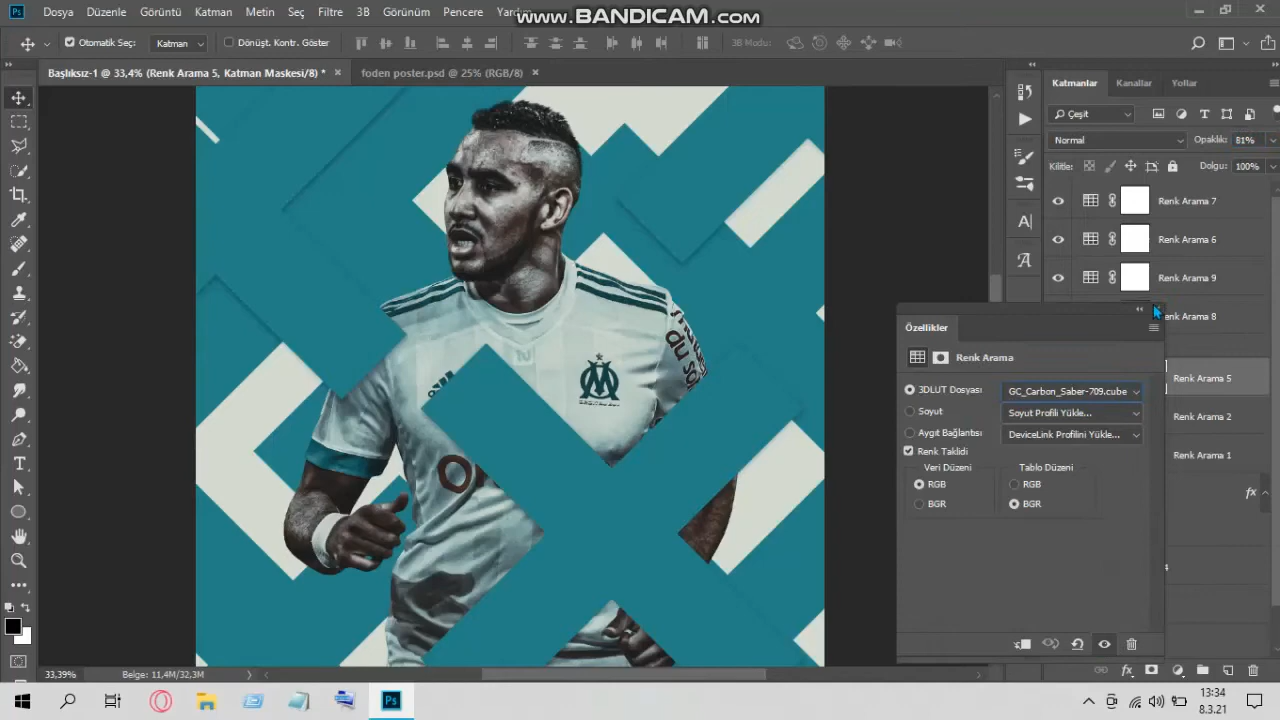 www.BANDICAM.com
Dosya Düzenle Görüntü Katman Metin Seç Filtre 3B Görünüm Pencere Yardım
Otomatik Seç: Katman Dönüşt. Kontr. Göster 3B Modu:
Başlıksız-1 @ 33,4% (Renk Arama 5, Katman Maskesi/8) * foden poster.psd @ 25% (RGB/8)
Katmanlar Kanallar Yollar
Çeşit
Normal Opaklık: 81%
Kilitle: Dolgu: 100%
Renk Arama 7
Renk Arama 6
Renk Arama 9
Renk Arama 8
Renk Arama 5
Renk Arama 2
Renk Arama 1
fx
Özellikler
Renk Arama
3DLUT Dosyası GC_Carbon_Saber-709.cube
Soyut Soyut Profili Yükle...
Aygıt Bağlantısı DeviceLink Profilini Yükle...
Renk Taklidi
Veri Düzeni Tablo Düzeni
RGB RGB
BGR BGR
du so
33,39% Belge: 11,4M/32,3M
Ps
13:34
8.3.21